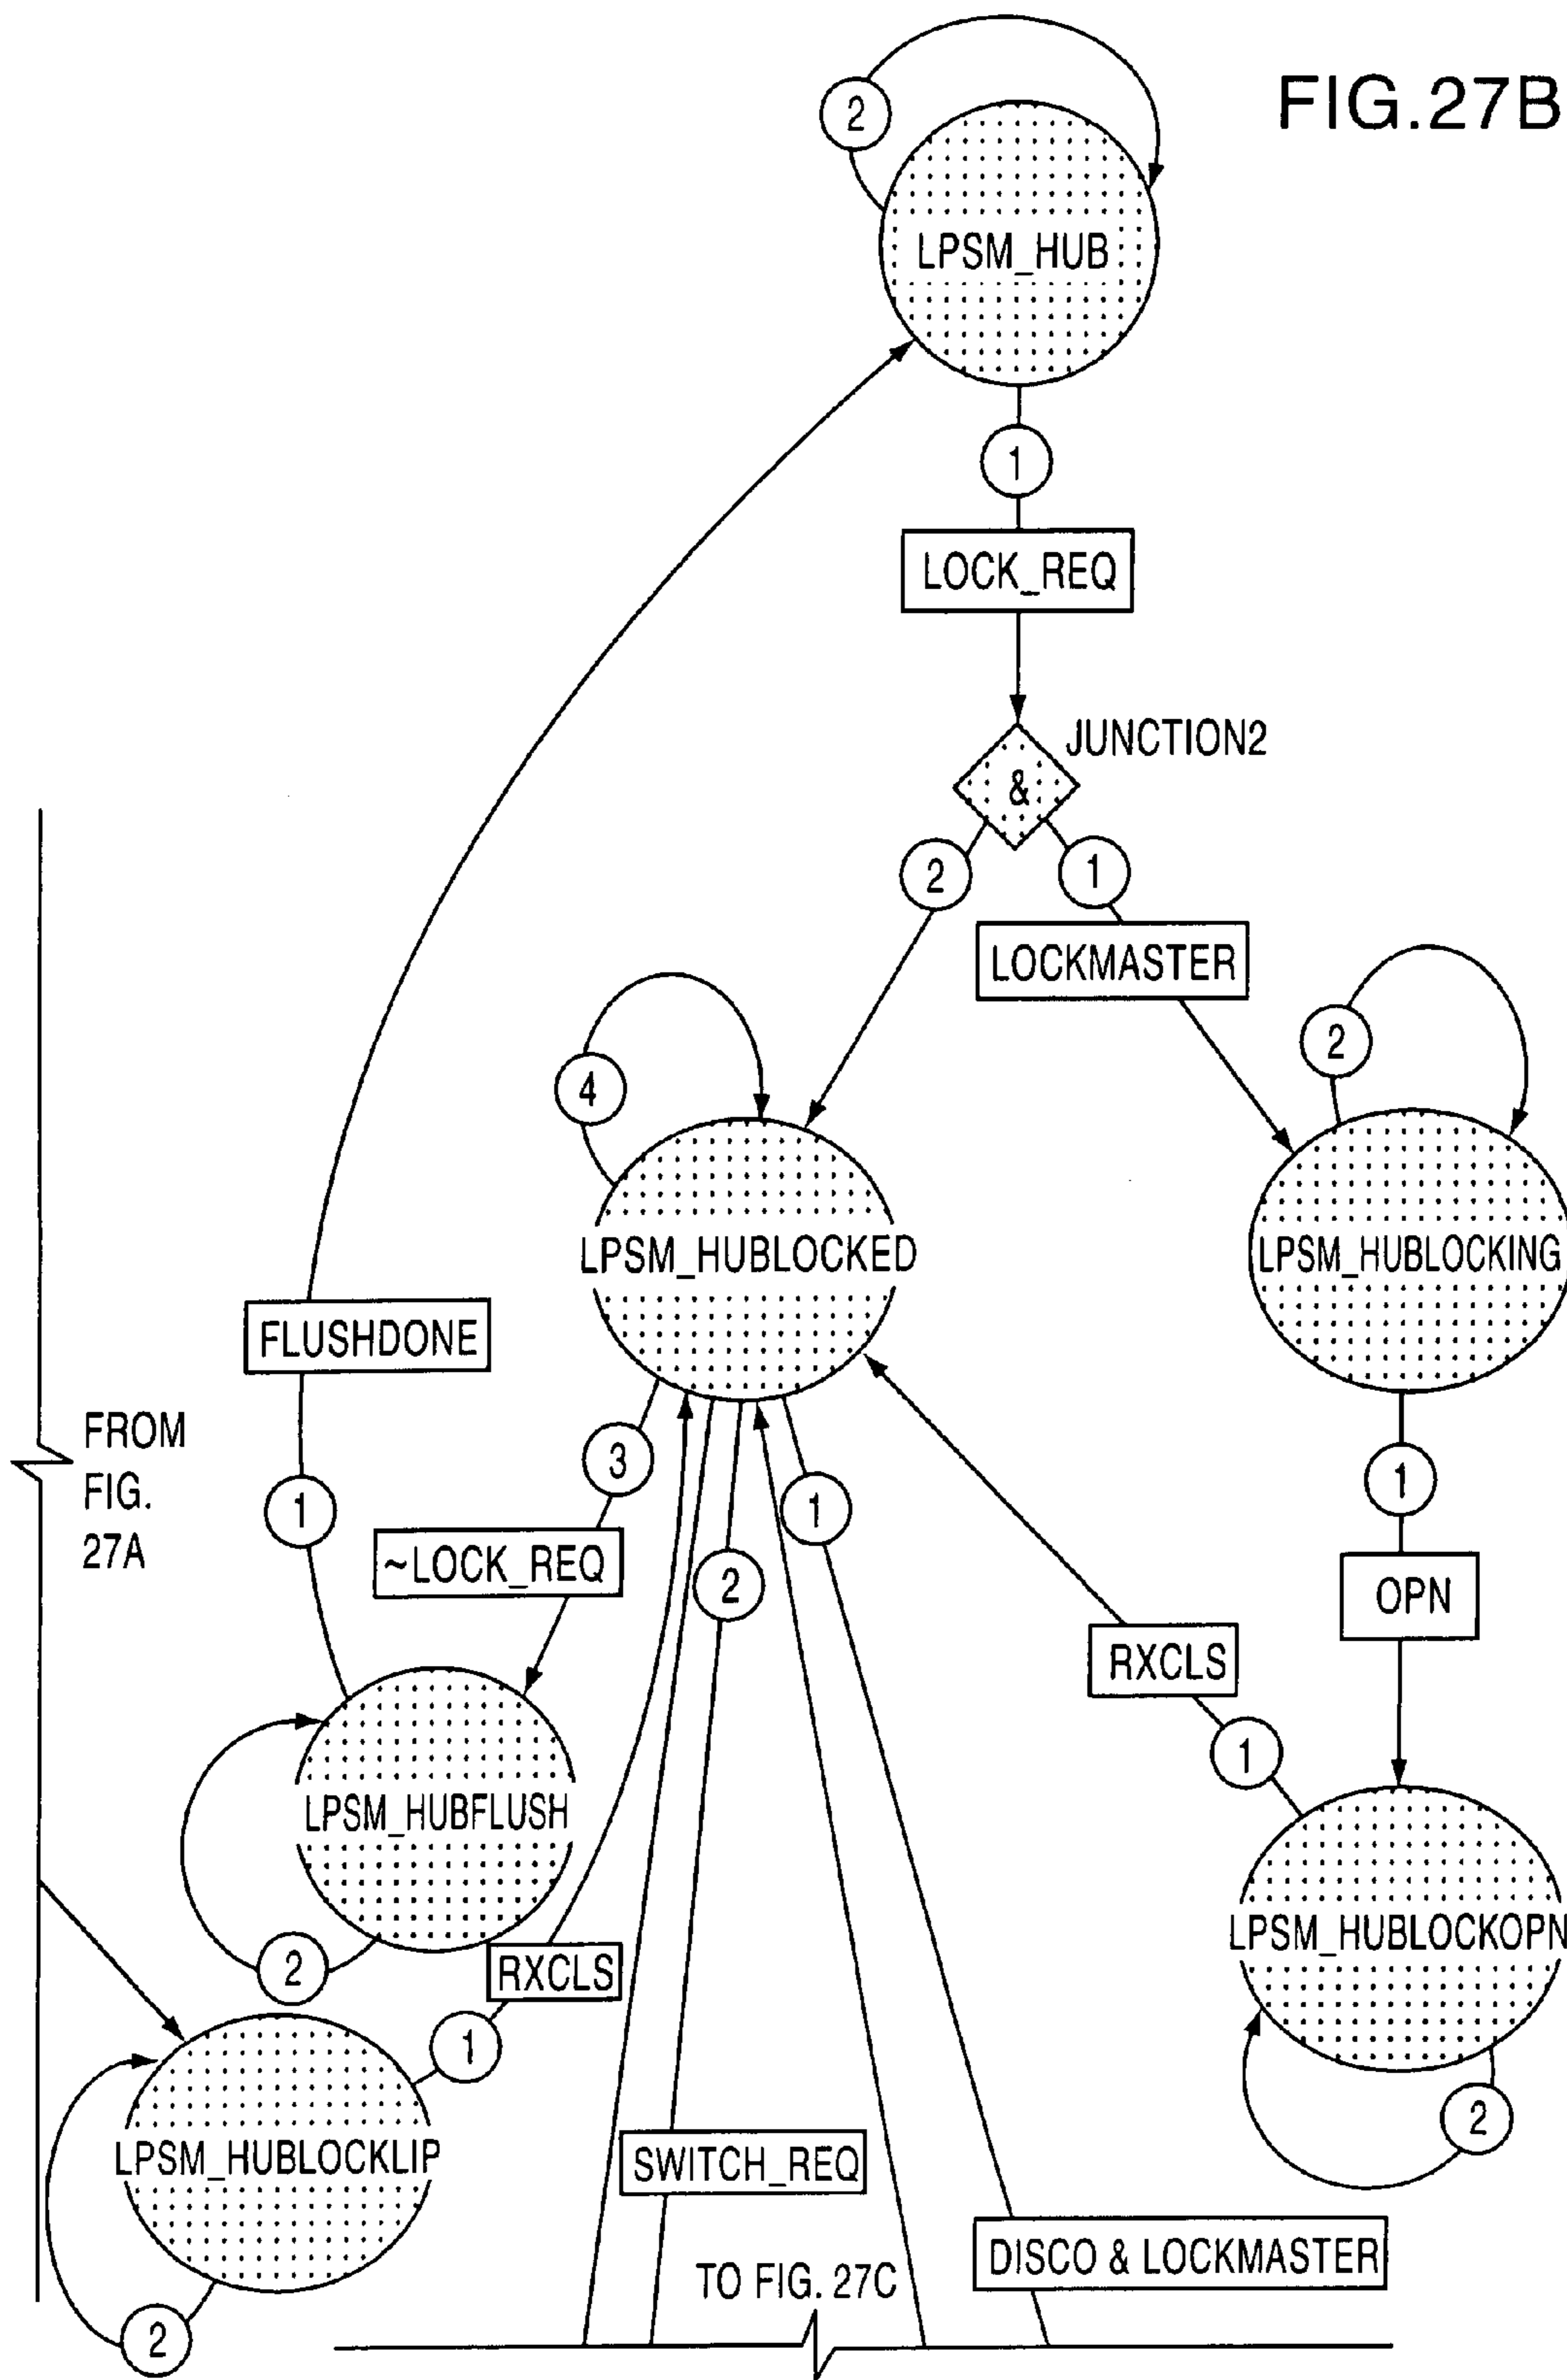 FIG.27B
2
LPSM_HUB
1
LOCK_REQ
JUNCTION2
&
2
1
LOCKMASTER
4
2
LPSM_HUBLOCKED
LPSM_HUBLOCKING
FLUSHDONE
FROM
FIG.
27A
3
1
1
1
~LOCK_REQ
2
OPN
RXCLS
1
LPSM_HUBFLUSH
LPSM_HUBLOCKOPN
2
RXCLS
1
2
LPSM_HUBLOCKLIP
SWITCH_REQ
DISCO & LOCKMASTER
TO FIG. 27C
2